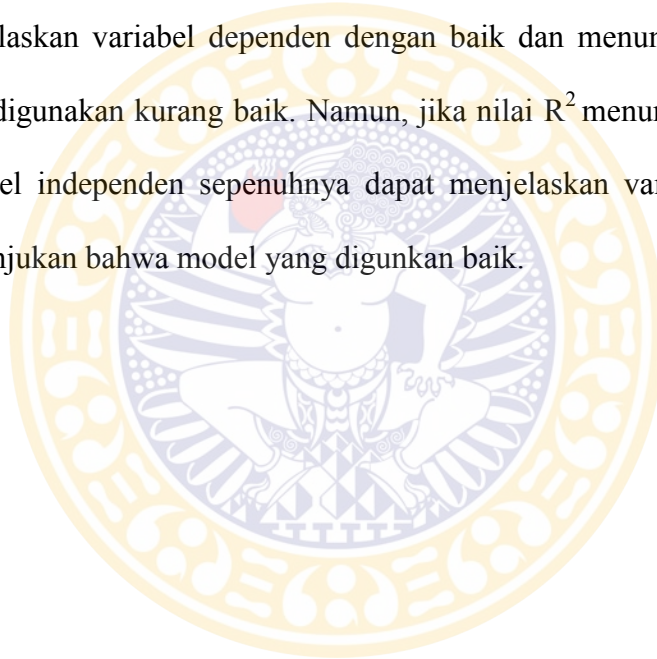 laskan variabel dependen dengan baik dan menun
digunakan kurang baik. Namun, jika nilai R² menun
el independen sepenuhnya dapat menjelaskan var
njukan bahwa model yang digunkan baik.